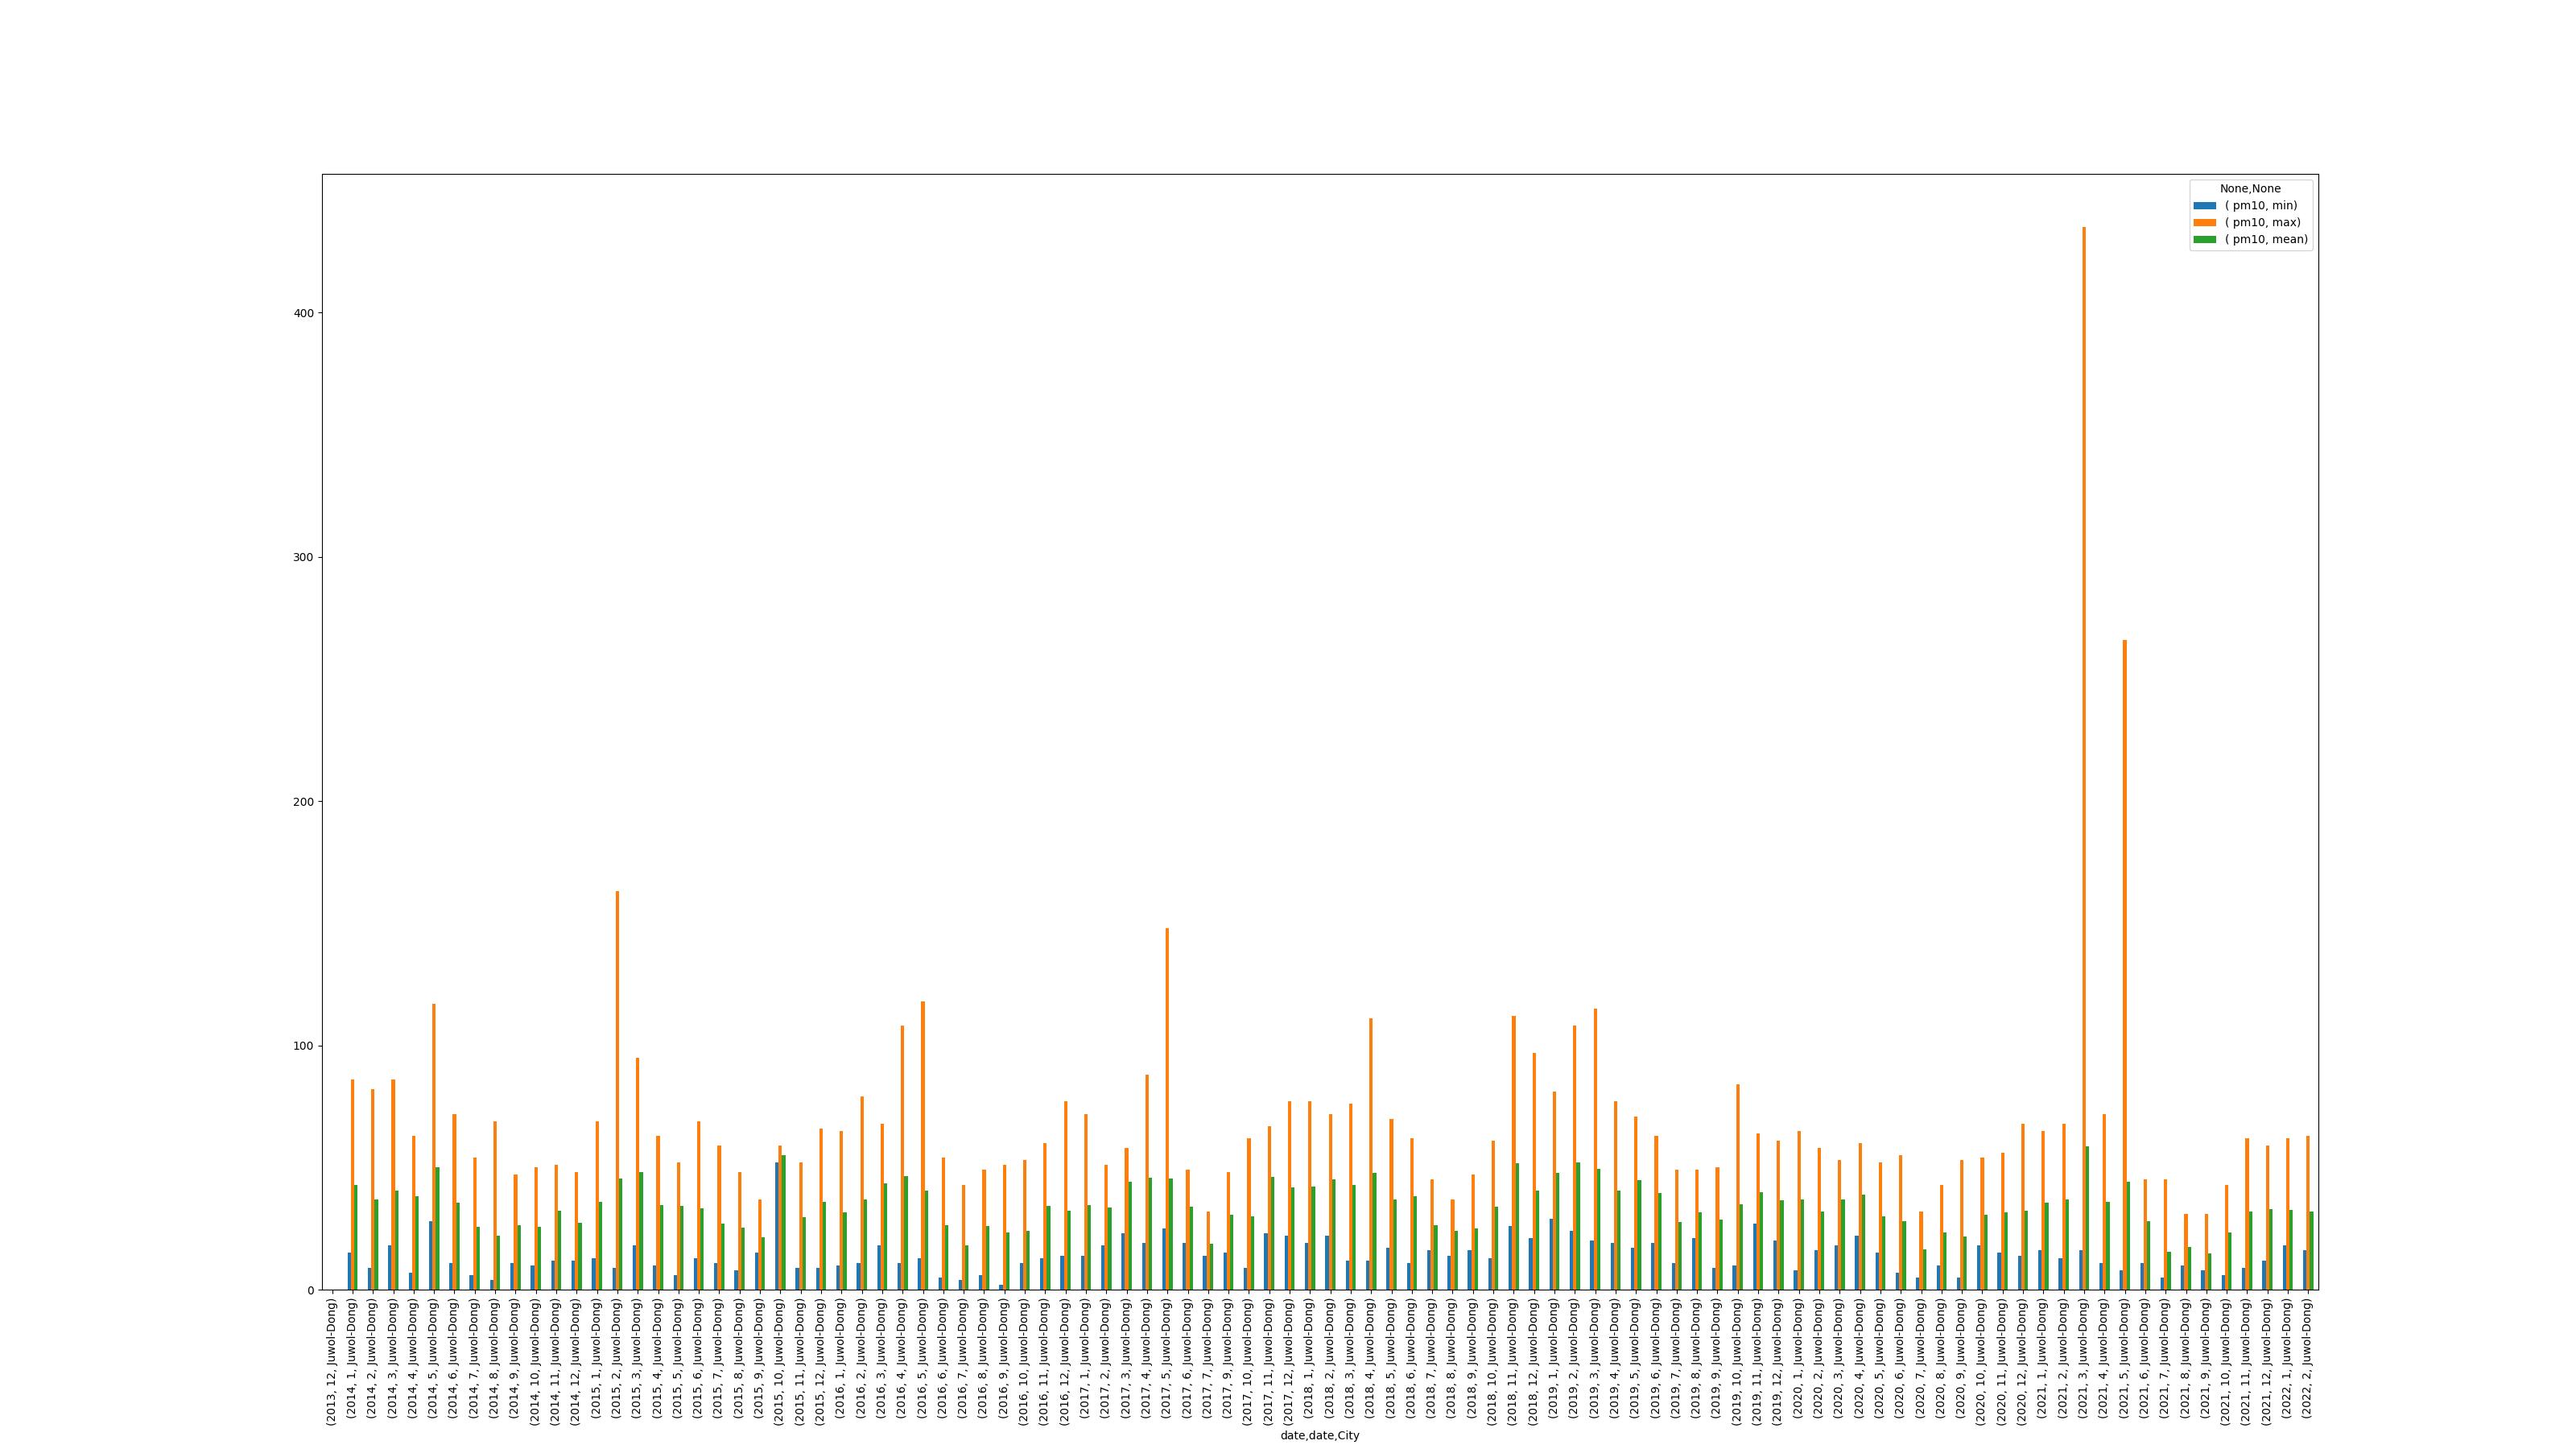 None,None
( pm10, min)
( pm10, max)
( pm10, mean)
400
300
200
100
0
(2013, 12, Juwol-Dong)
(2014, 1, Juwol-Dong)
(2014, 2, Juwol-Dong)
(2014, 3, Juwol-Dong)
(2014, 4, Juwol-Dong)
(2014, 5, Juwol-Dong)
(2014, 6, Juwol-Dong)
(2014, 7, Juwol-Dong)
(2014, 8, Juwol-Dong)
(2014, 9, Juwol-Dong)
(2014, 10, Juwol-Dong)
(2014, 11, Juwol-Dong)
(2014, 12, Juwol-Dong)
(2015, 1, Juwol-Dong)
(2015, 2, Juwol-Dong)
(2015, 3, Juwol-Dong)
(2015, 4, Juwol-Dong)
(2015, 5, Juwol-Dong)
(2015, 6, Juwol-Dong)
(2015, 7, Juwol-Dong)
(2015, 8, Juwol-Dong)
(2015, 9, Juwol-Dong)
(2015, 10, Juwol-Dong)
(2015, 11, Juwol-Dong)
(2015, 12, Juwol-Dong)
(2016, 1, Juwol-Dong)
(2016, 2, Juwol-Dong)
(2016, 3, Juwol-Dong)
(2016, 4, Juwol-Dong)
(2016, 5, Juwol-Dong)
(2016, 6, Juwol-Dong)
(2016, 7, Juwol-Dong)
(2016, 8, Juwol-Dong)
(2016, 9, Juwol-Dong)
(2016, 10, Juwol-Dong)
(2016, 11, Juwol-Dong)
(2016, 12, Juwol-Dong)
(2017, 1, Juwol-Dong)
(2017, 2, Juwol-Dong)
(2017, 3, Juwol-Dong)
(2017, 4, Juwol-Dong)
(2017, 5, Juwol-Dong)
(2017, 6, Juwol-Dong)
(2017, 7, Juwol-Dong)
(2017, 9, Juwol-Dong)
(2017, 10, Juwol-Dong)
(2017, 11, Juwol-Dong)
(2017, 12, Juwol-Dong)
(2018, 1, Juwol-Dong)
(2018, 2, Juwol-Dong)
(2018, 3, Juwol-Dong)
(2018, 4, Juwol-Dong)
(2018, 5, Juwol-Dong)
(2018, 6, Juwol-Dong)
(2018, 7, Juwol-Dong)
(2018, 8, Juwol-Dong)
(2018, 9, Juwol-Dong)
(2018, 10, Juwol-Dong)
(2018, 11, Juwol-Dong)
(2018, 12, Juwol-Dong)
(2019, 1, Juwol-Dong)
(2019, 2, Juwol-Dong)
(2019, 3, Juwol-Dong)
(2019, 4, Juwol-Dong)
(2019, 5, Juwol-Dong)
(2019, 6, Juwol-Dong)
(2019, 7, Juwol-Dong)
(2019, 8, Juwol-Dong)
(2019, 9, Juwol-Dong)
(2019, 10, Juwol-Dong)
(2019, 11, Juwol-Dong)
(2019, 12, Juwol-Dong)
(2020, 1, Juwol-Dong)
(2020, 2, Juwol-Dong)
(2020, 3, Juwol-Dong)
(2020, 4, Juwol-Dong)
(2020, 5, Juwol-Dong)
(2020, 6, Juwol-Dong)
(2020, 7, Juwol-Dong)
(2020, 8, Juwol-Dong)
(2020, 9, Juwol-Dong)
(2020, 10, Juwol-Dong)
(2020, 11, Juwol-Dong)
(2020, 12, Juwol-Dong)
(2021, 1, Juwol-Dong)
(2021, 2, Juwol-Dong)
(2021, 3, Juwol-Dong)
(2021, 4, Juwol-Dong)
(2021, 5, Juwol-Dong)
(2021, 6, Juwol-Dong)
(2021, 7, Juwol-Dong)
(2021, 8, Juwol-Dong)
(2021, 9, Juwol-Dong)
(2021, 10, Juwol-Dong)
(2021, 11, Juwol-Dong)
(2021, 12, Juwol-Dong)
(2022, 1, Juwol-Dong)
(2022, 2, Juwol-Dong)
date,date,City